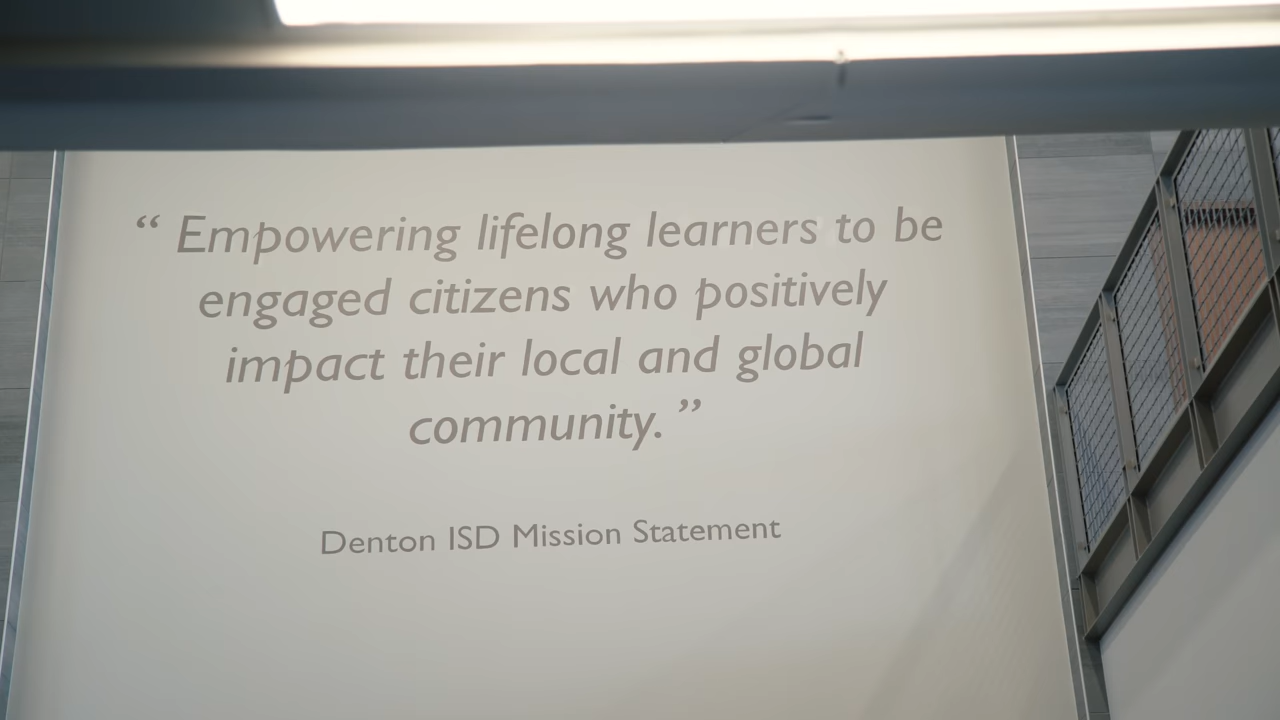 “ Empowering lifelong learners to be
engaged citizens who positively
impact their local and global
community. ”
Denton ISD Mission Statement